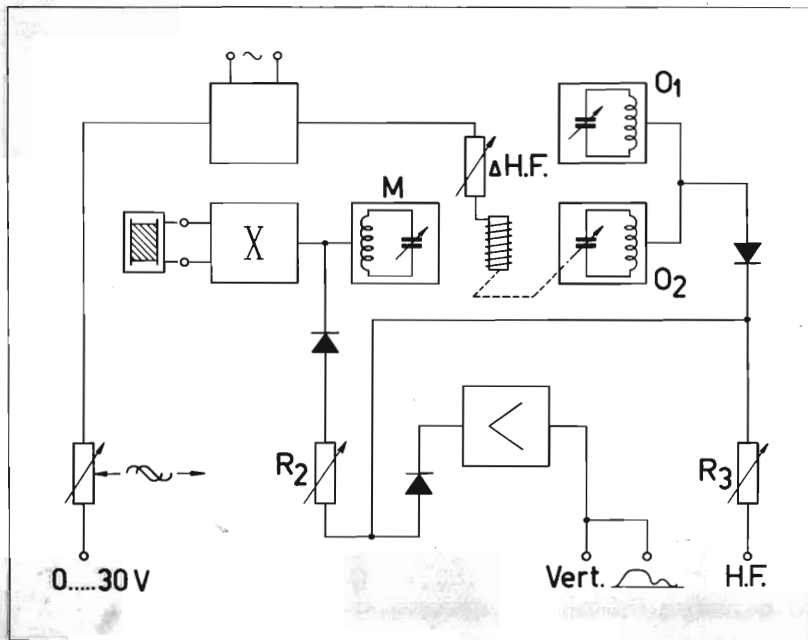 ~
O1
ΔH.F.
M
X
O2
R2
R3
0.....30 V
Vert.
H.F.